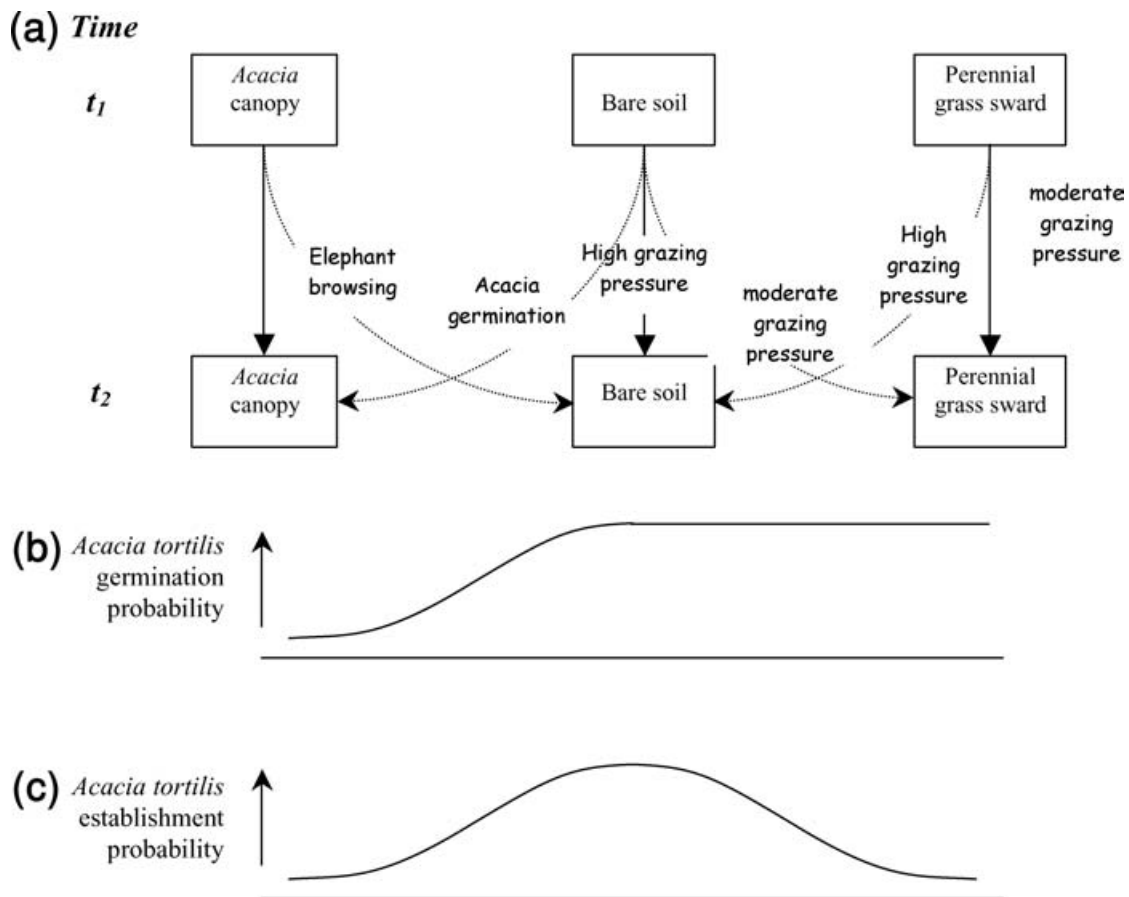 (a) Time
t1
Acacia
canopy
Bare soil
Perennial
grass sward
Elephant
browsing
Acacia
germination
High grazing
pressure
moderate
grazing
pressure
High
grazing
pressure
moderate
grazing
pressure
t2
Acacia
canopy
Bare soil
Perennial
grass sward
(b) Acacia tortilis
germination
probability
(c) Acacia tortilis
establishment
probability